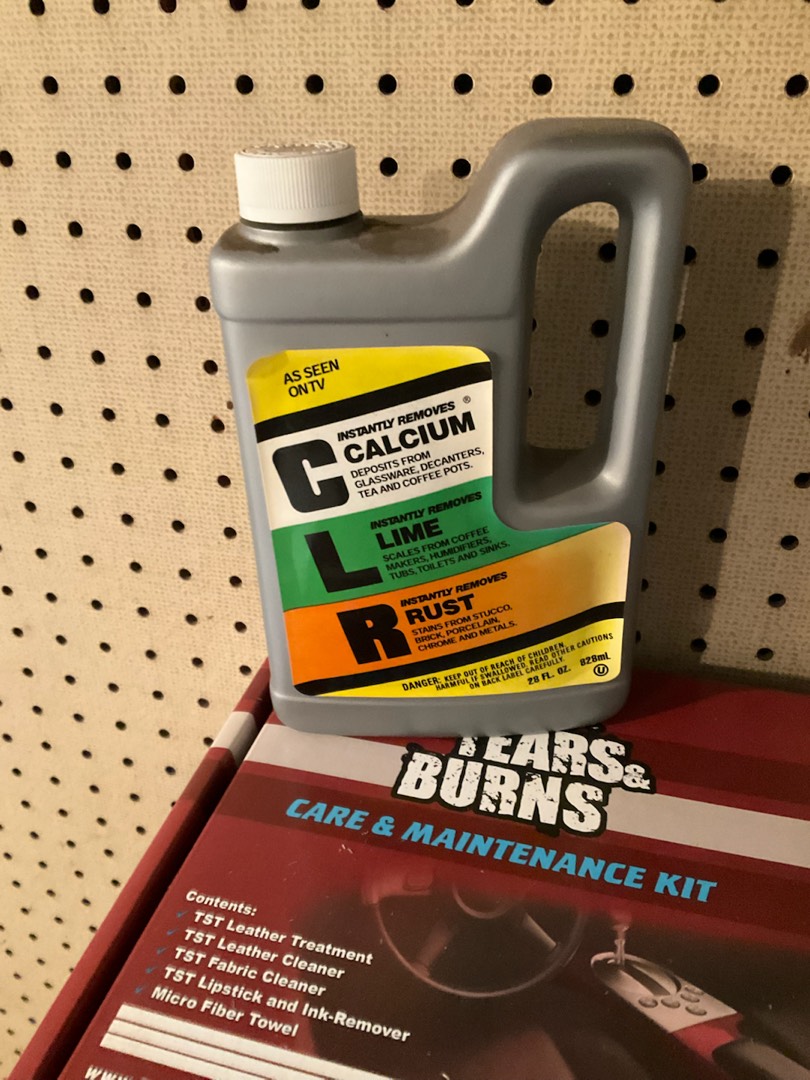 AS SEEN
ON TV
INSTANTLY REMOVES ®
CALCIUM
DEPOSITS FROM
GLASSWARE, DECANTERS,
TEA AND COFFEE POTS.
INSTANTLY REMOVES
LIME
SCALES FROM COFFEE
MAKERS, HUMIDIFIERS,
TUBS, TOILETS AND SINKS.
INSTANTLY REMOVES
RUST
STAINS FROM STUCCO,
BRICK, PORCELAIN,
CHROME AND METALS.
DANGER: KEEP OUT OF REACH OF CHILDREN.
HARMFUL IF SWALLOWED. READ OTHER CAUTIONS
ON BACK LABEL CAREFULLY.
28 FL. OZ. 828mL
U
TEARS &
BURNS
CARE & MAINTENANCE KIT
Contents:
TST Leather Treatment
TST Leather Cleaner
TST Fabric Cleaner
TST Lipstick and Ink-Remover
Micro Fiber Towel